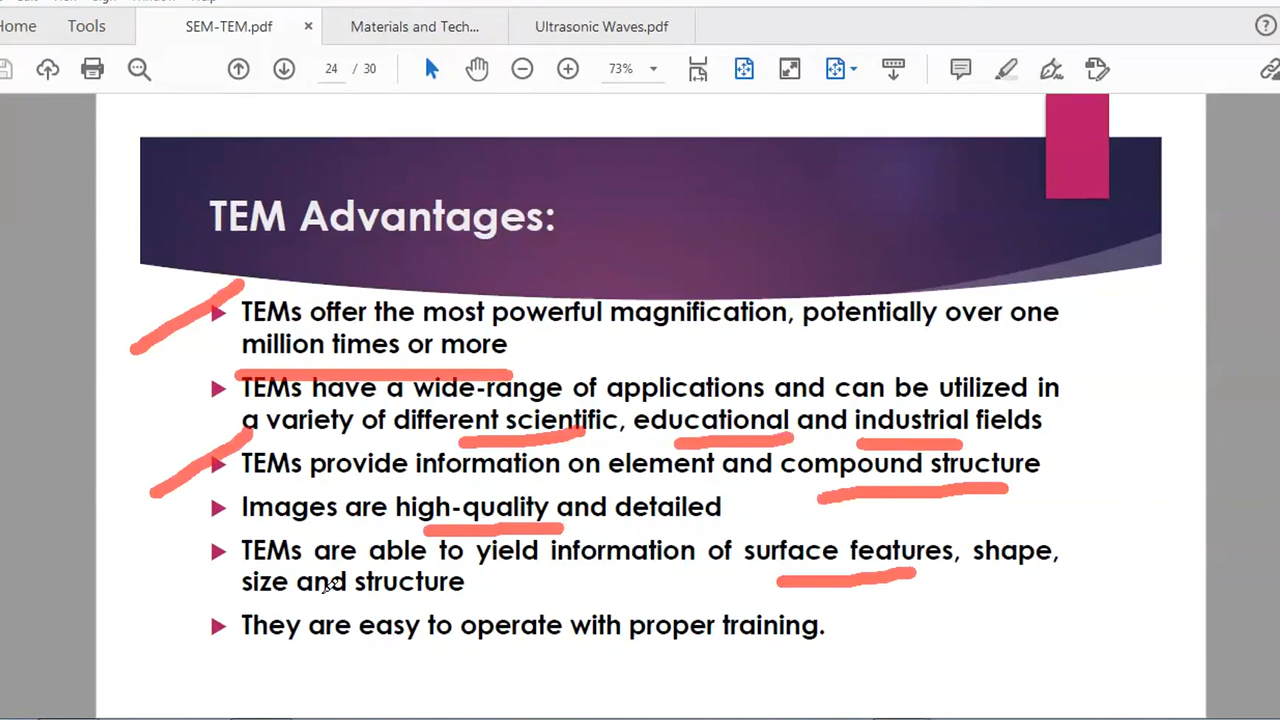 Home Tools SEM-TEM.pdf × Materials and Tech... Ultrasonic Waves.pdf
24 / 30 73%
TEM Advantages:
TEMs offer the most powerful magnification, potentially over one
million times or more
TEMs have a wide-range of applications and can be utilized in
a variety of different scientific, educational and industrial fields
TEMs provide information on element and compound structure
Images are high-quality and detailed
TEMs are able to yield information of surface features, shape,
size and structure
They are easy to operate with proper training.